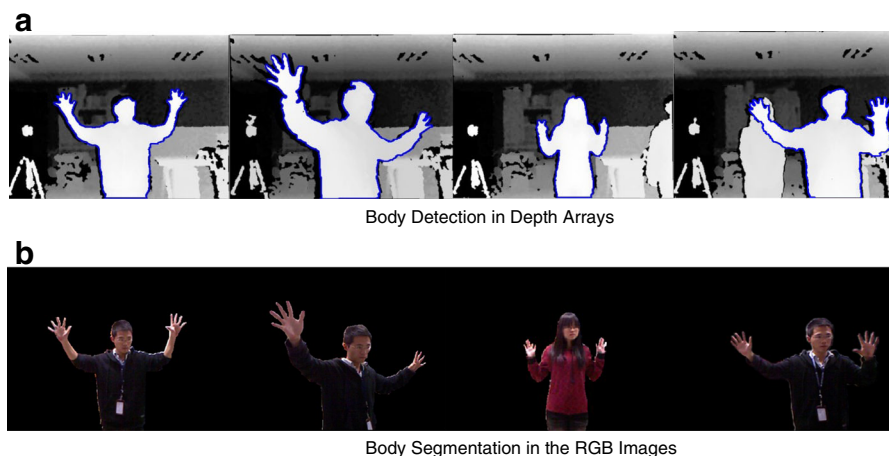 a
Body Detection in Depth Arrays
b
Body Segmentation in the RGB Images